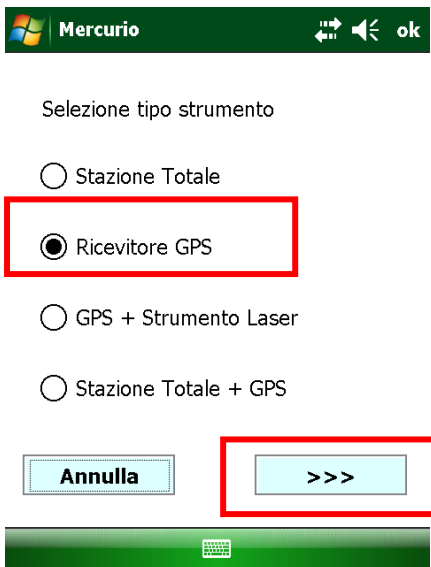 Mercurio ok
Selezione tipo strumento
Stazione Totale
Ricevitore GPS
GPS + Strumento Laser
Stazione Totale + GPS
Annulla >>>